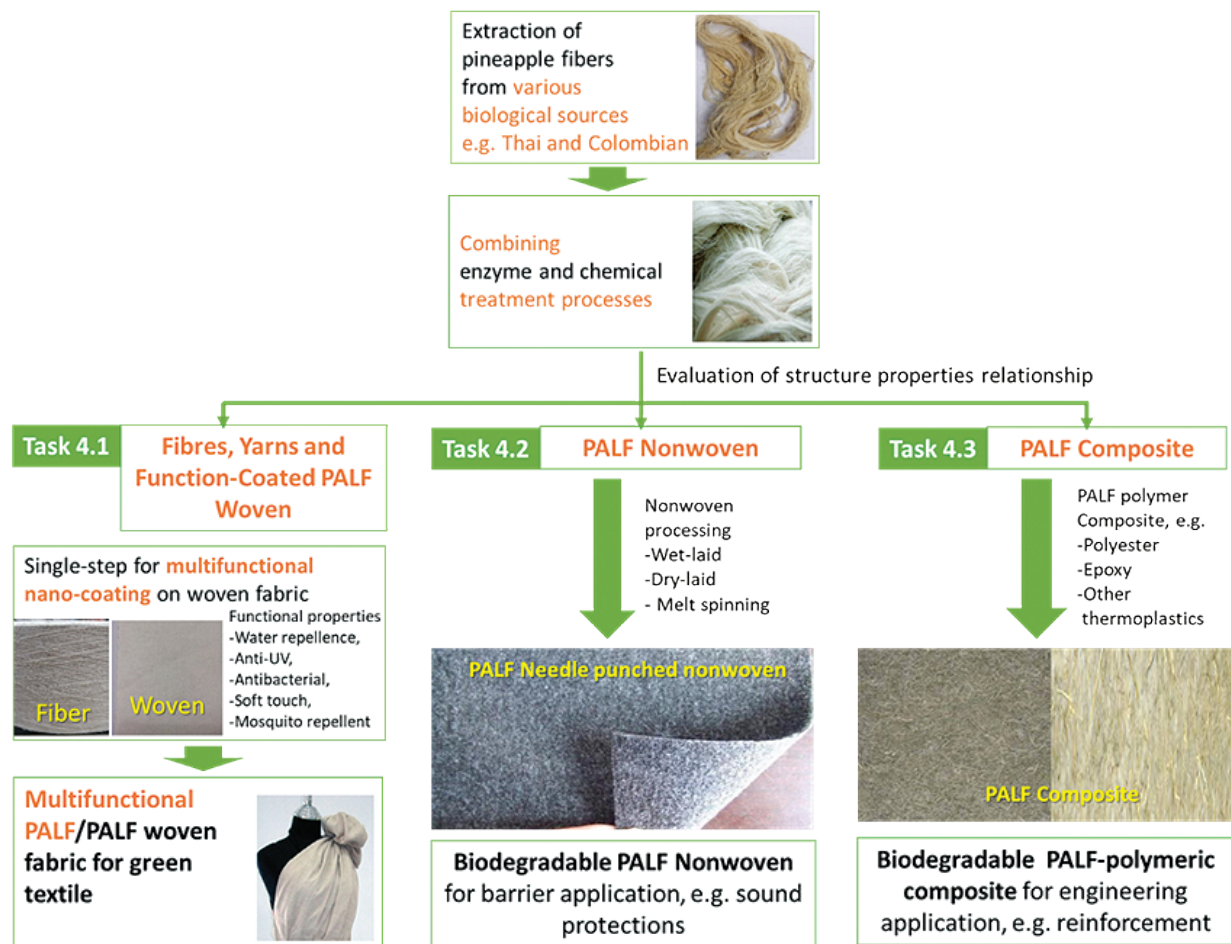 Extraction of
pineapple fibers
from various
biological sources
e.g. Thai and Colombian
Combining
enzyme and chemical
treatment processes
Evaluation of structure properties relationship
Task 4.1
Fibres, Yarns and
Function-Coated PALF
Woven
Single-step for multifunctional
nano-coating on woven fabric
Fiber
Woven
Functional properties
-Water repellence,
-Anti-UV,
-Antibacterial,
-Soft touch,
-Mosquito repellent
Multifunctional
PALF/PALF woven
fabric for green
textile
Task 4.2
PALF Nonwoven
Nonwoven
processing
-Wet-laid
-Dry-laid
- Melt spinning
PALF Needle punched nonwoven
Biodegradable PALF Nonwoven
for barrier application, e.g. sound
protections
Task 4.3
PALF Composite
PALF polymer
Composite, e.g.
-Polyester
-Epoxy
-Other
thermoplastics
PALF Composite
Biodegradable PALF-polymeric
composite for engineering
application, e.g. reinforcement